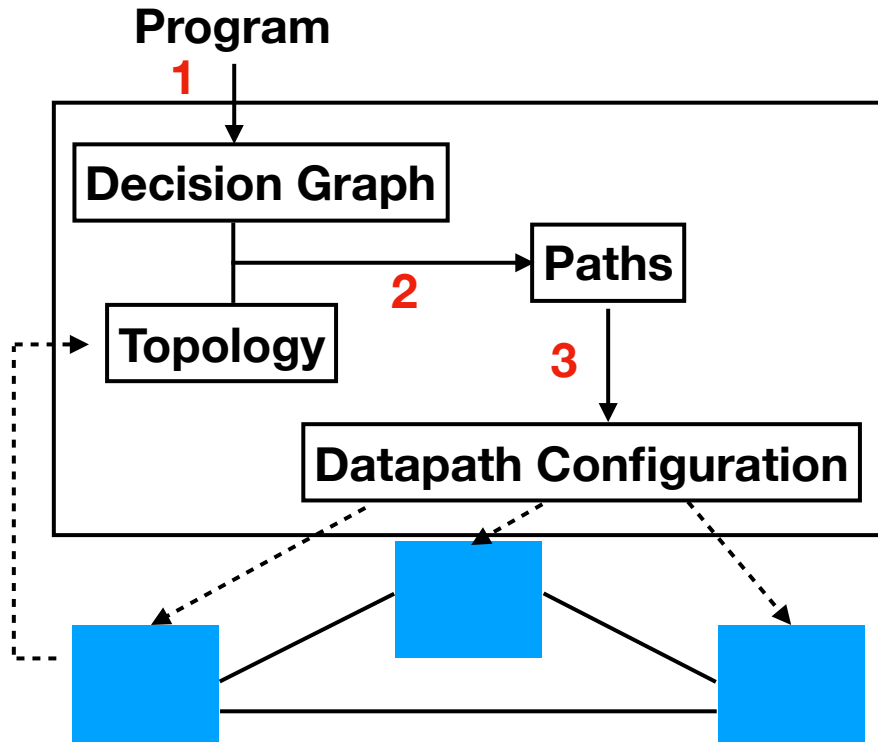 Program
1
Decision Graph
2
Paths
Topology
3
Datapath Configuration